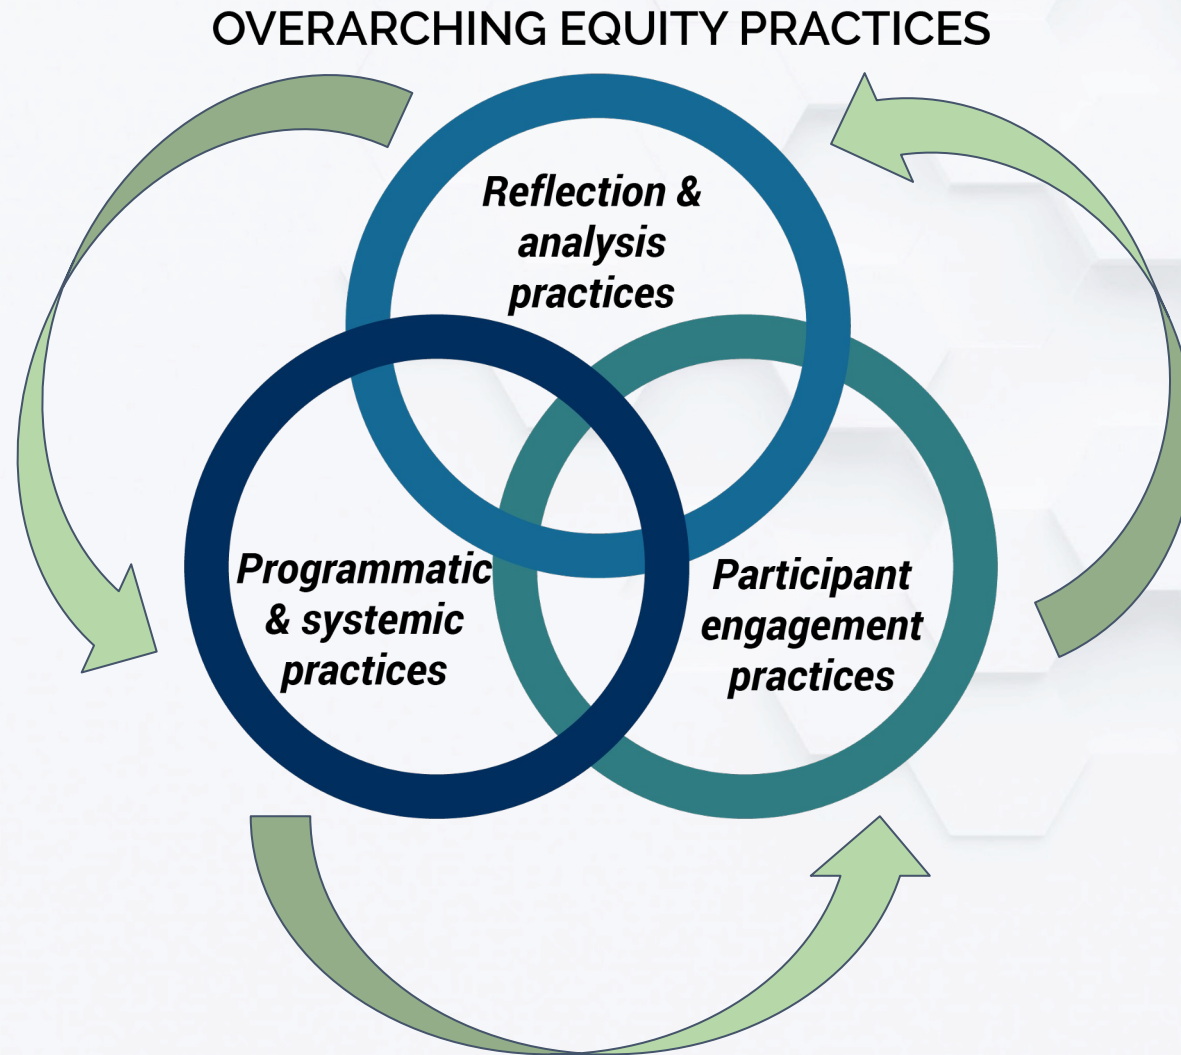 OVERARCHING EQUITY PRACTICES
Reflection &
analysis
practices
Programmatic
& systemic
practices
Participant
engagement
practices